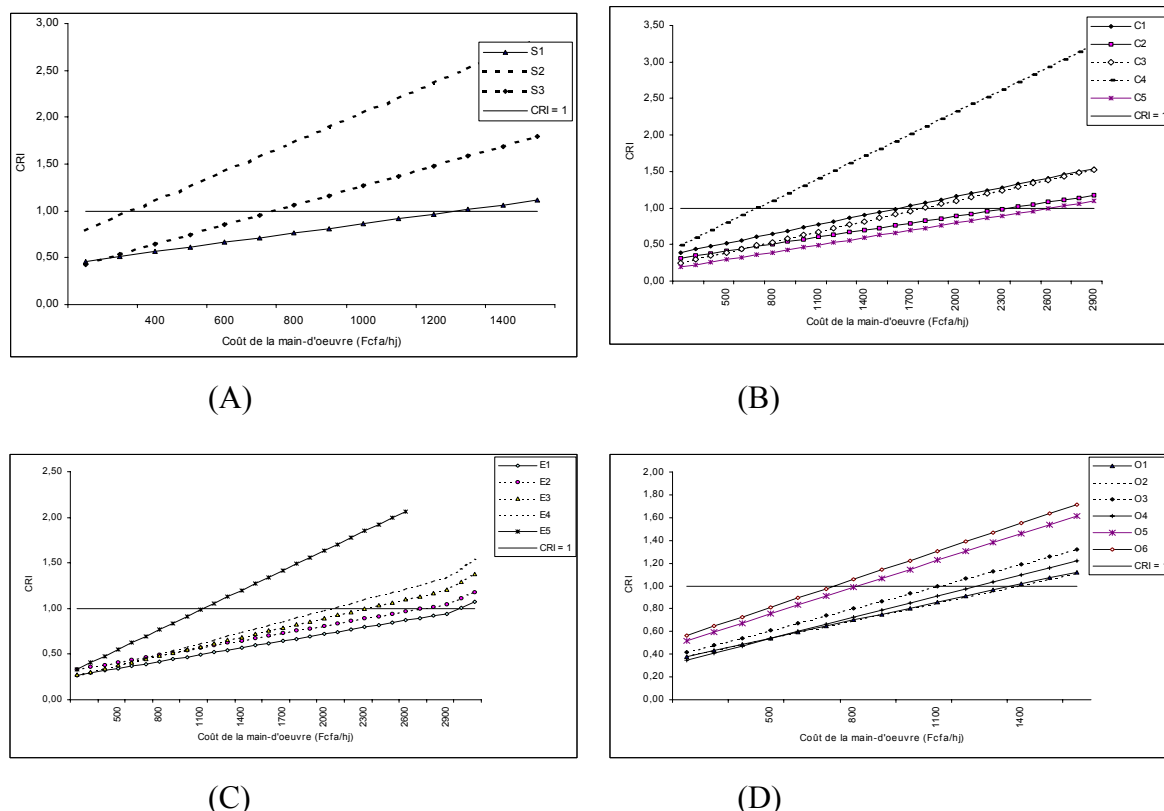 3,00
2,50
2,00
1,50
1,00
0,50
0,00
CRI
S1
S2
S3
CRI = 1
400 600 800 1000 1200 1400
Coût de la main-d'oeuvre (Fcfa/hj)
(A)
3,50
3,00
2,50
2,00
1,50
1,00
0,50
0,00
CRI
C1
C2
C3
C4
C5
CRI = 1
500 800 1100 1400 1700 2000 2300 2600 2900
Coût de la main-d'oeuvre (Fcfa/hj)
(B)
2,50
2,00
1,50
1,00
0,50
0,00
CRI
E1
E2
E3
E4
E5
CRI = 1
500 800 1100 1400 1700 2000 2300 2600 2900
Coût de la main-d'oeuvre (Fcfa/hj)
(C)
2,00
1,80
1,60
1,40
1,20
1,00
0,80
0,60
0,40
0,20
0,00
CRI
O1
O2
O3
O4
O5
O6
CRI = 1
500 800 1100 1400
Coût de la main-d'oeuvre (Fcfa/hj)
(D)